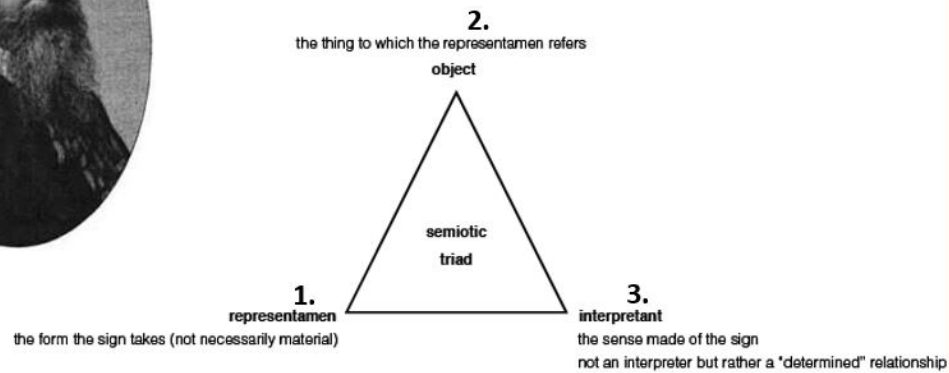 2.
the thing to which the representamen refers
object
semiotic
triad
1.
representamen
the form the sign takes (not necessarily material)
3.
interpretant
the sense made of the sign
not an interpreter but rather a "determined" relationship